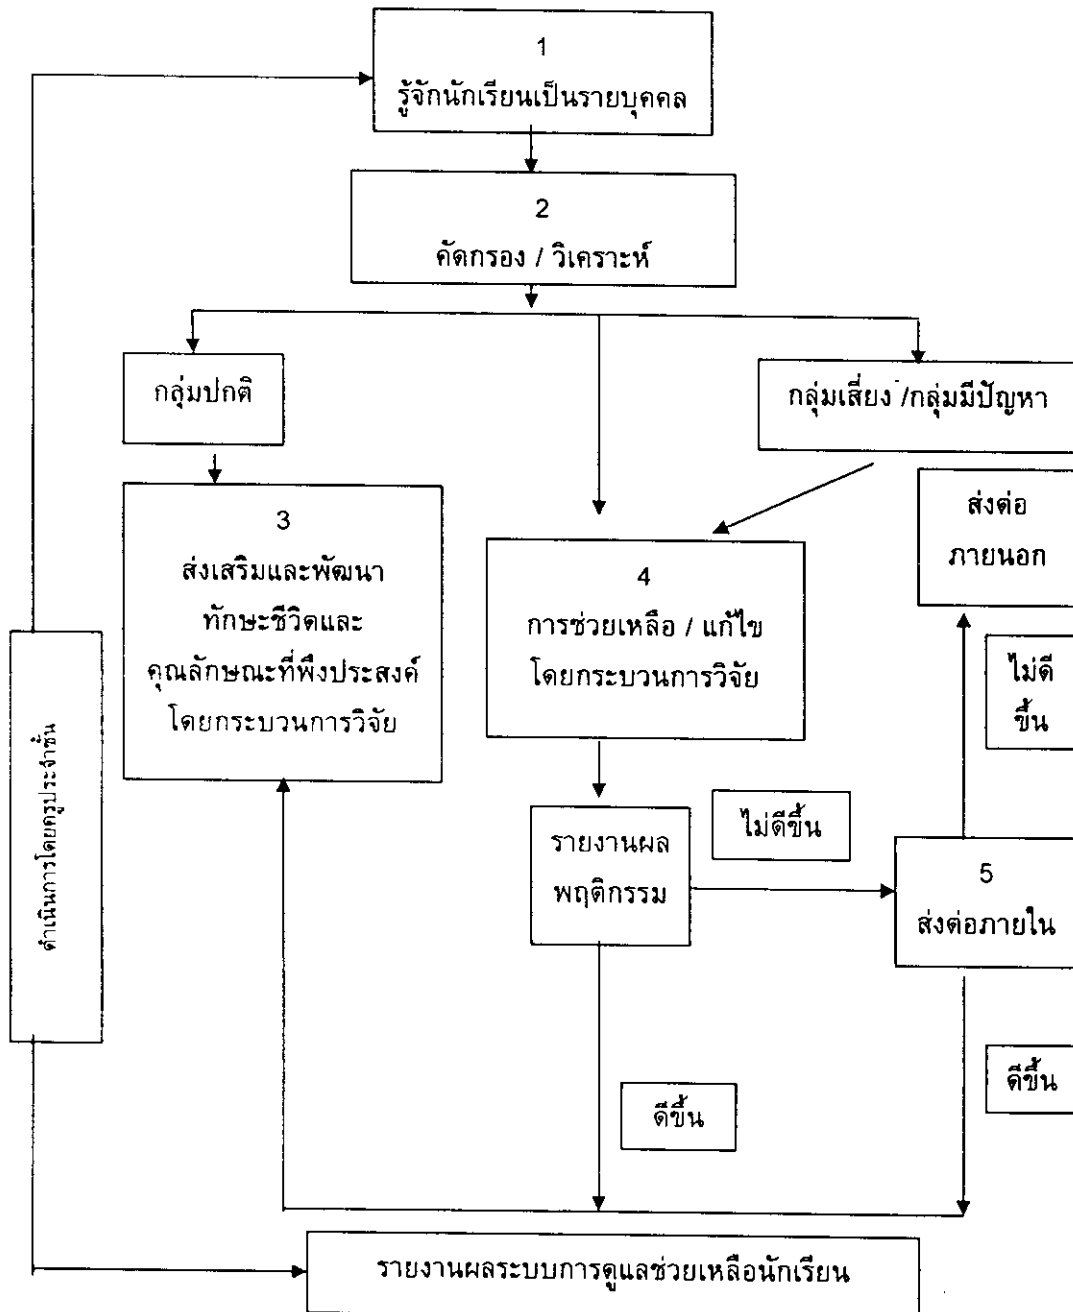 1
รู้จักนักเรียนเป็นรายบุคคล
2
คัดกรอง / วิเคราะห์
กลุ่มปกติ
กลุ่มเสี่ยง /กลุ่มมีปัญหา
3
ส่งเสริมและพัฒนา
ทักษะชีวิตและ
คุณลักษณะที่พึงประสงค์
โดยกระบวนการวิจัย
4
การช่วยเหลือ / แก้ไข
โดยกระบวนการวิจัย
ส่งต่อ
ภายนอก
ไม่ดี
ขึ้น
ดำเนินการโดยครูประจำชั้น
รายงานผล
พฤติกรรม
ไม่ดีขึ้น
5
ส่งต่อภายใน
ดีขึ้น
ดีขึ้น
รายงานผลระบบการดูแลช่วยเหลือนักเรียน